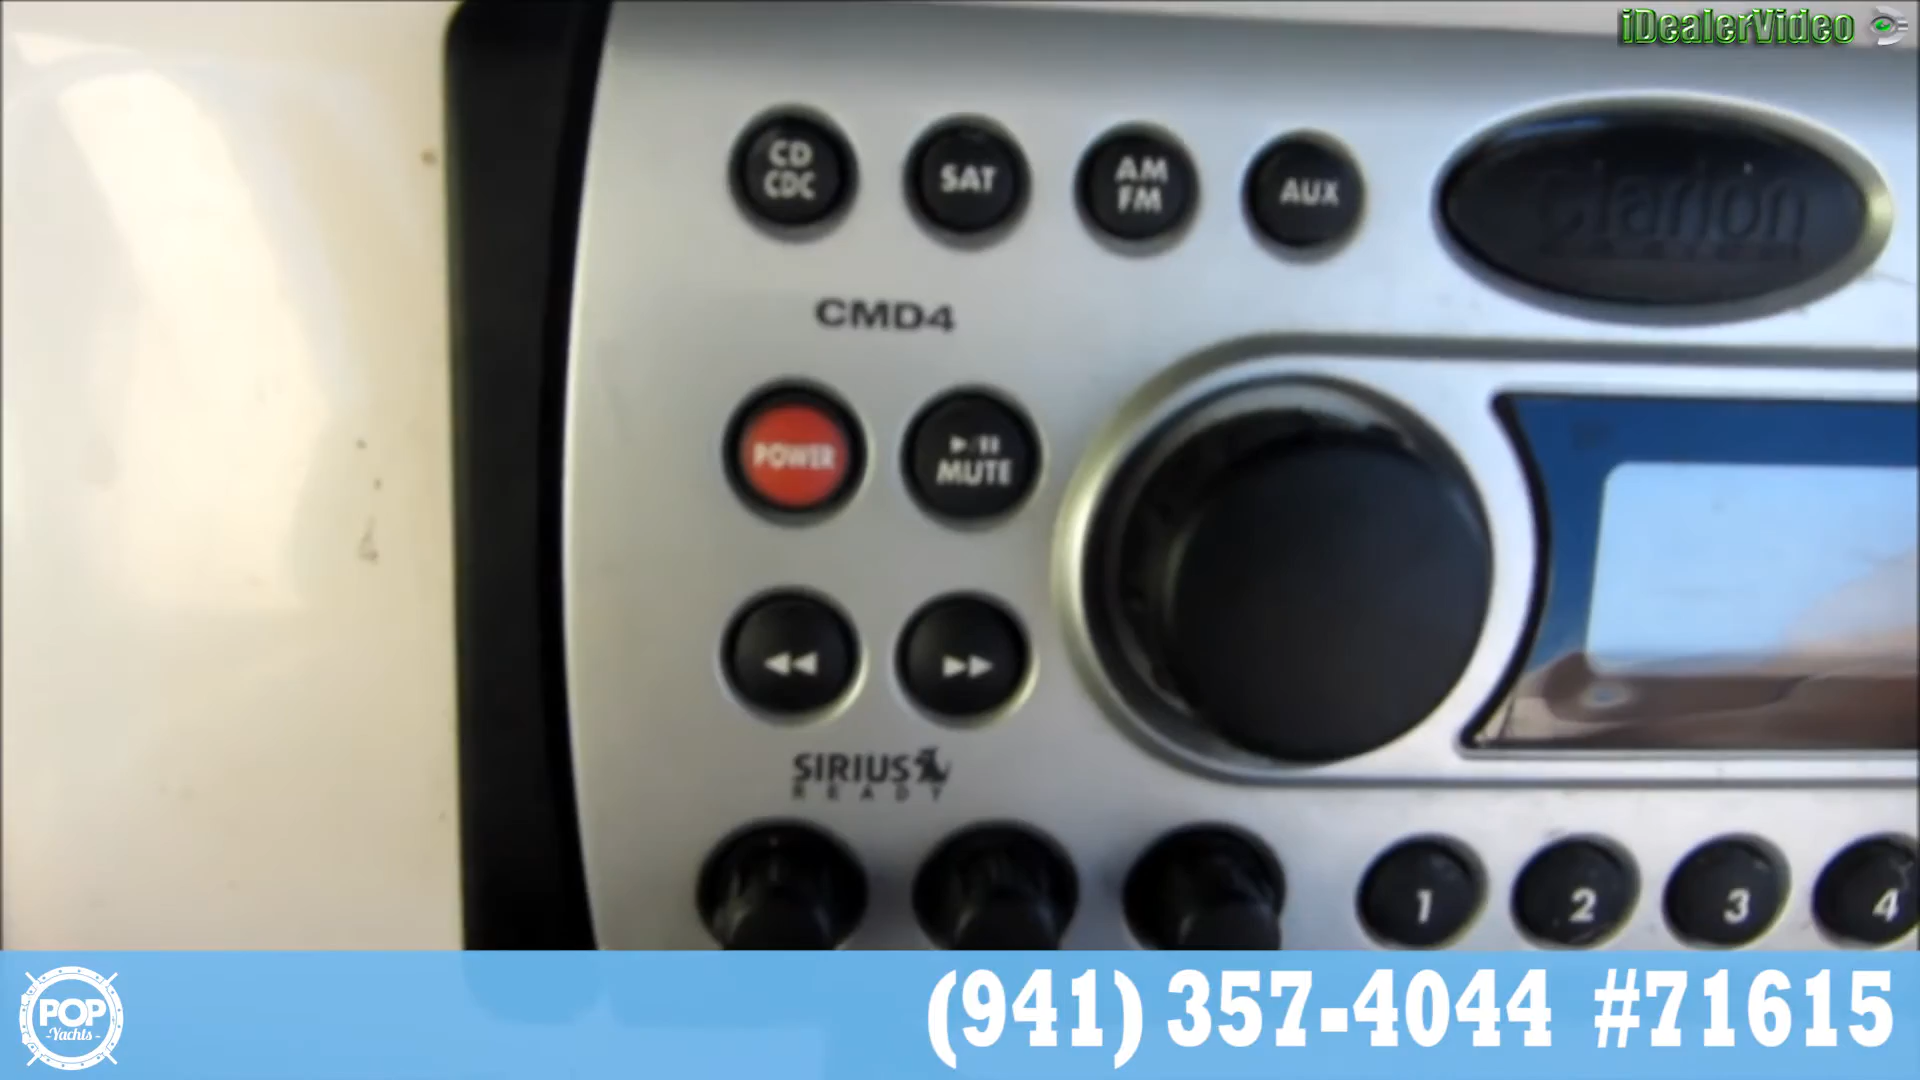 iDealerVideo
CD
CDC
SAT
AM
FM
AUX
Clarion
CMD4
POWER
MUTE
SIRIUS
READY
1
2
3
4
POP
-Yachts-
(941) 357-4044 #71615